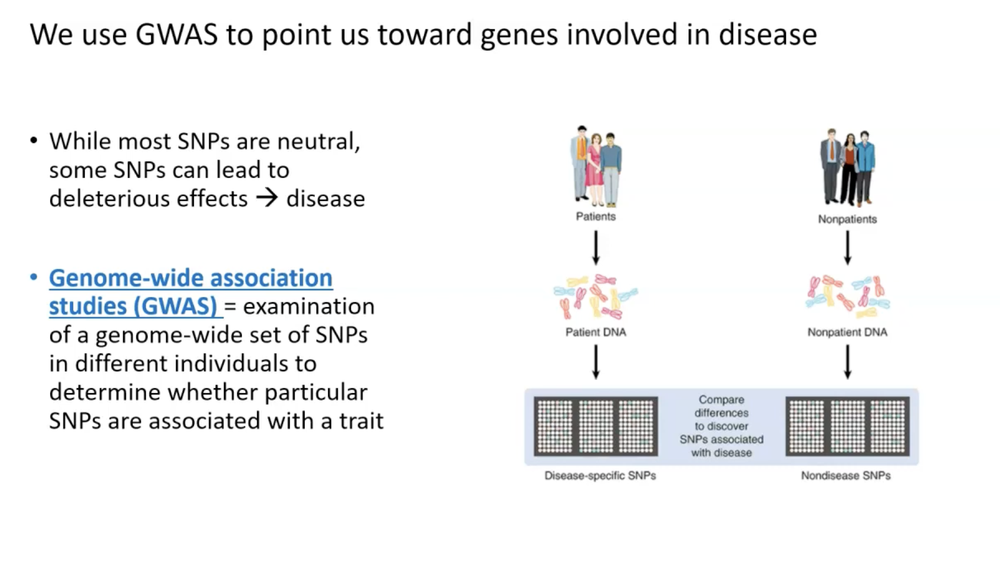 We use GWAS to point us toward genes involved in disease
• While most SNPs are neutral,
some SNPs can lead to
deleterious effects → disease
• Genome-wide association
studies (GWAS) = examination
of a genome-wide set of SNPs
in different individuals to
determine whether particular
SNPs are associated with a trait
Patients
Nonpatients
Patient DNA
Nonpatient DNA
Compare
differences
to discover
SNPs associated
with disease
Disease-specific SNPs
Nondisease SNPs